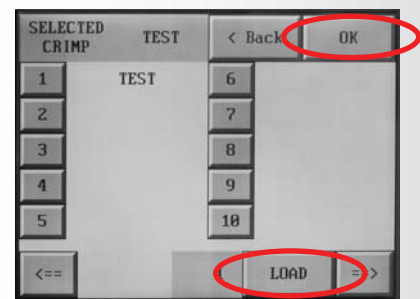 SELECTED CRIMP TEST < Back OK
1 TEST 6
2 7
3 8
4 9
5 10
<== LOAD ==>